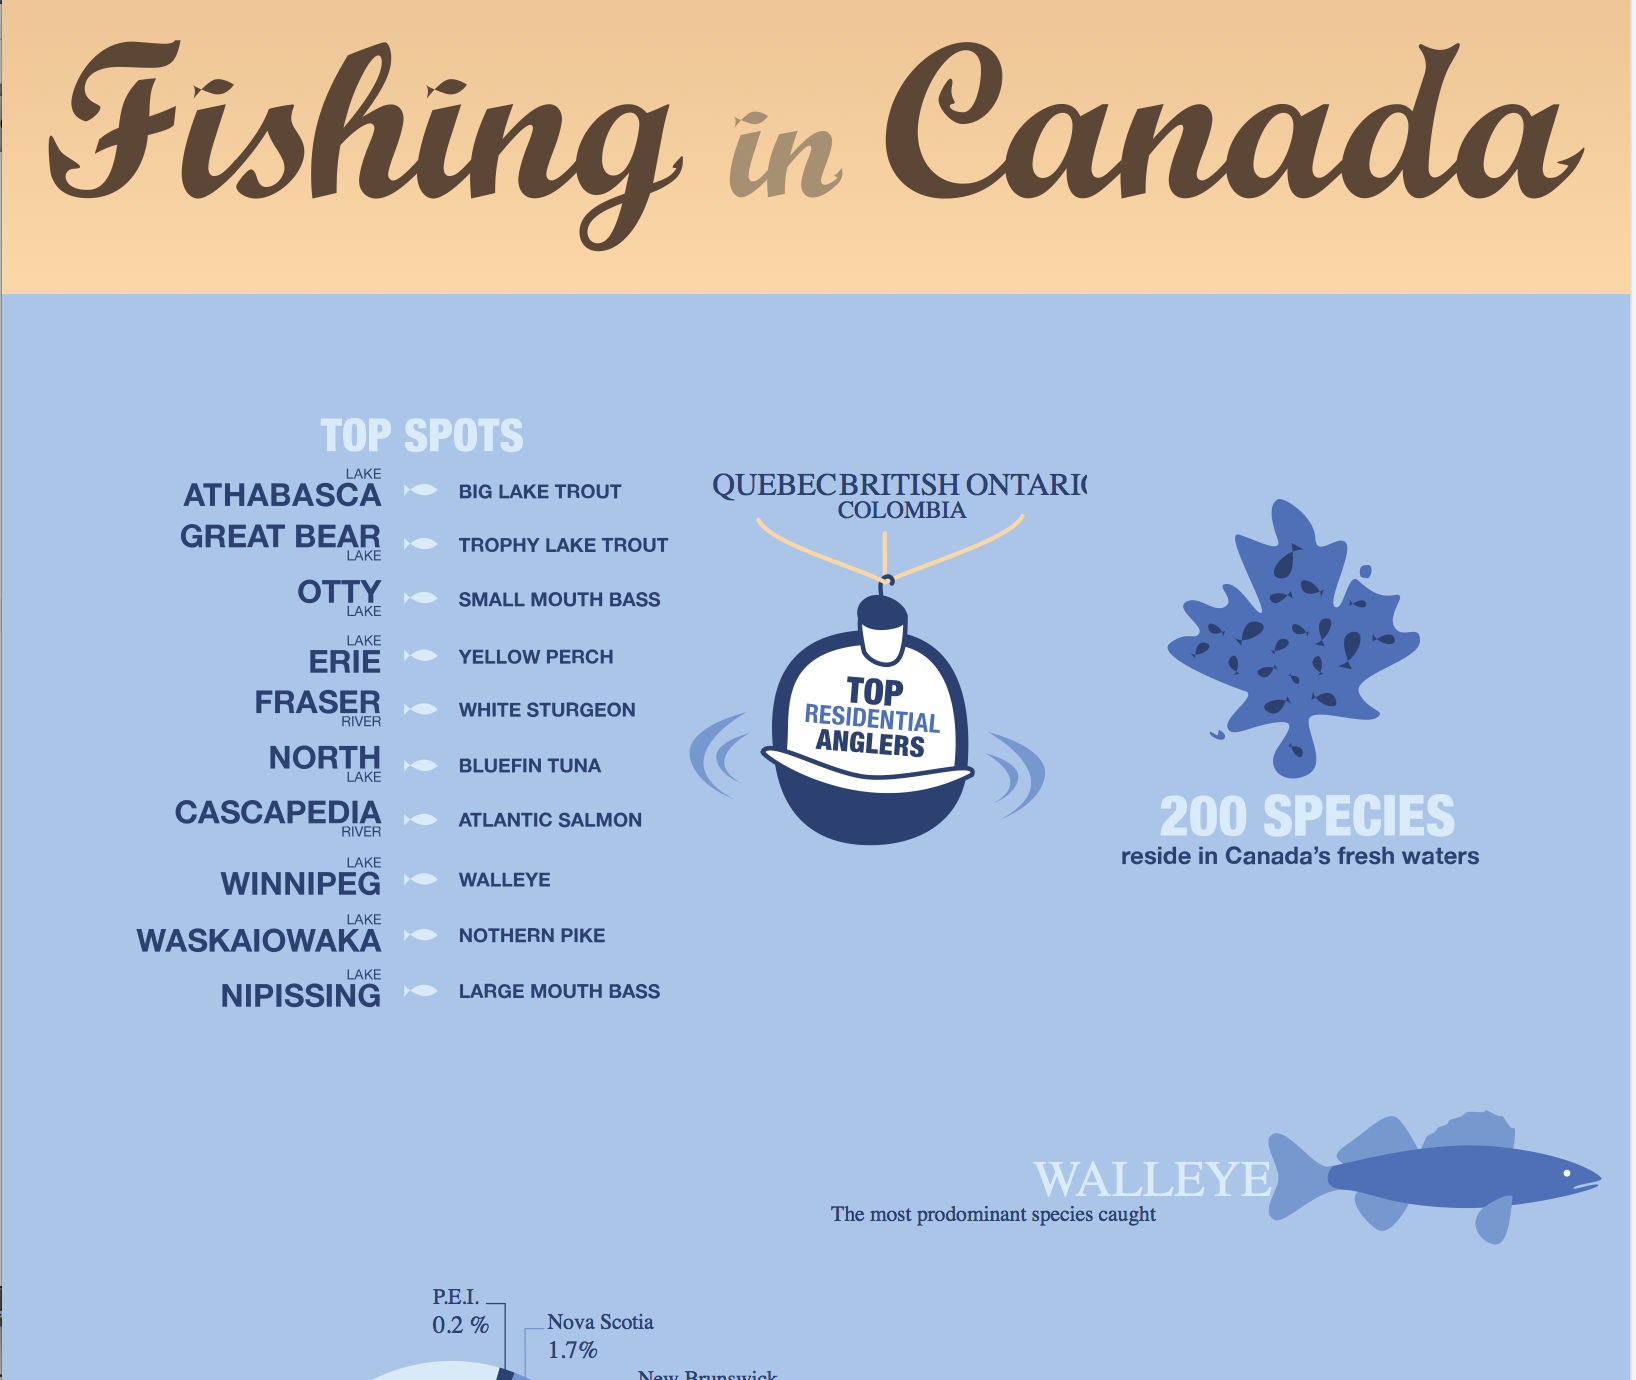 Fishing in Canada
TOP SPOTS
LAKE
ATHABASCA
BIG LAKE TROUT
GREAT BEAR
LAKE
TROPHY LAKE TROUT
OTTY
LAKE
SMALL MOUTH BASS
LAKE
ERIE
YELLOW PERCH
FRASER
RIVER
WHITE STURGEON
NORTH
LAKE
BLUEFIN TUNA
CASCAPEDIA
RIVER
ATLANTIC SALMON
LAKE
WINNIPEG
WALLEYE
LAKE
WASKAIOWAKA
NOTHERN PIKE
LAKE
NIPISSING
LARGE MOUTH BASS
QUEBEC BRITISH ONTARIO
COLOMBIA
TOP
RESIDENTIAL
ANGLERS
200 SPECIES
reside in Canada's fresh waters
WALLEYE
The most prodominant species caught
P.E.I.
0.2 %
Nova Scotia
1.7%
New Brunswick